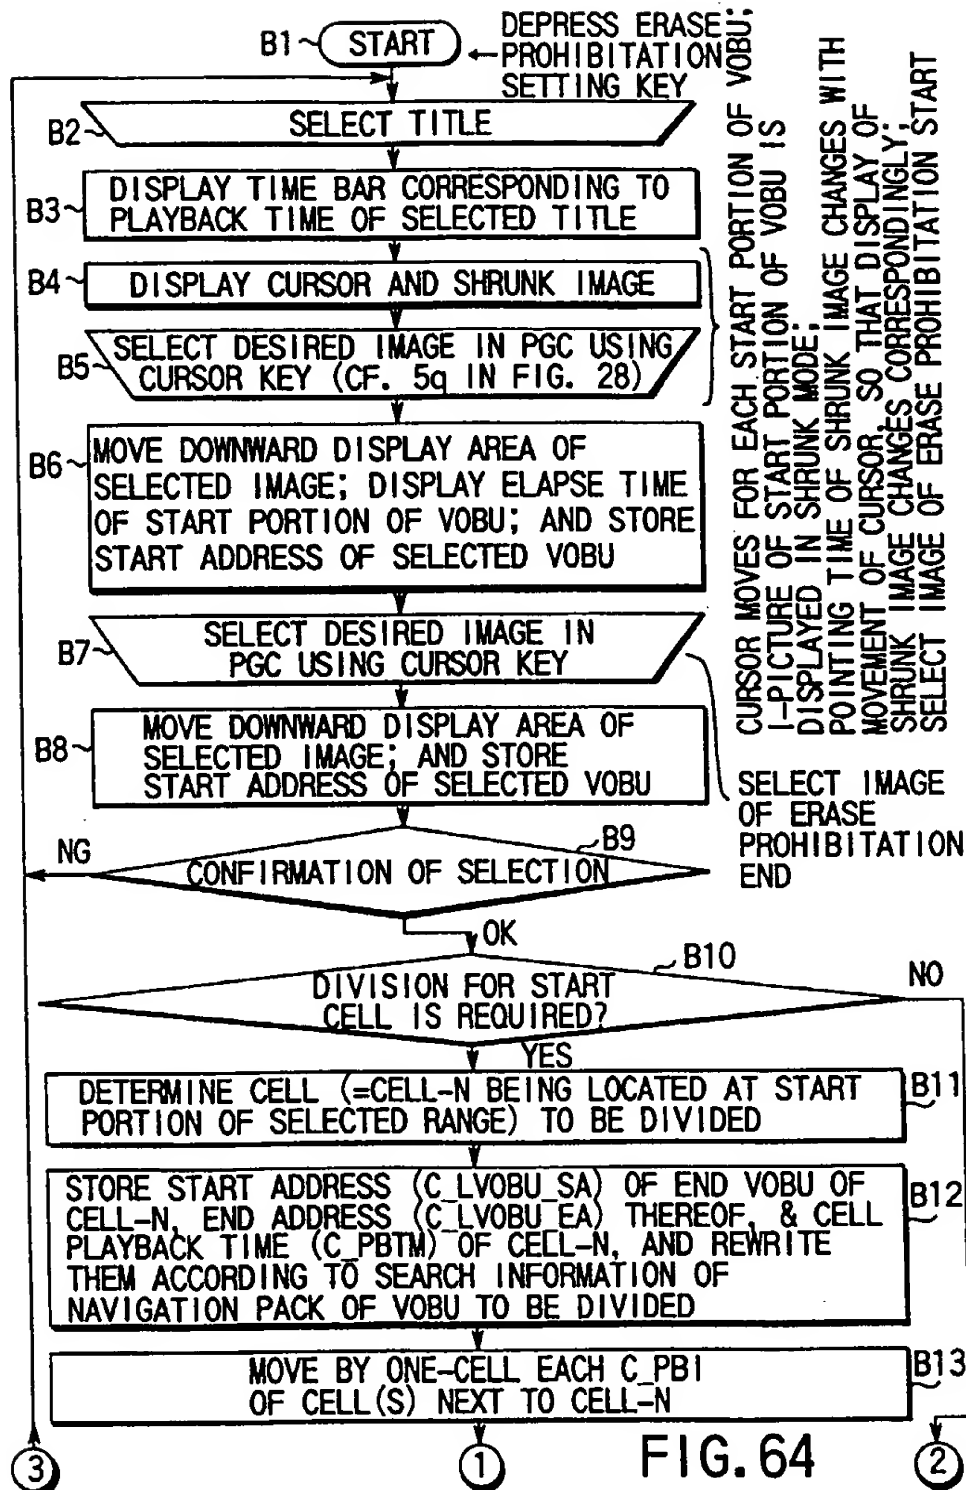 DEPRESS ERASE
PROHIBITATION
SETTING KEY
B1
START
B2
SELECT TITLE
B3
DISPLAY TIME BAR CORRESPONDING TO
PLAYBACK TIME OF SELECTED TITLE
B4
DISPLAY CURSOR AND SHRUNK IMAGE
B5
SELECT DESIRED IMAGE IN PGC USING
CURSOR KEY (CF. 5q IN FIG. 28)
CURSOR MOVES FOR EACH START PORTION OF VOBU;
I-PICTURE OF START PORTION OF VOBU IS
DISPLAYED IN SHRUNK MODE;
POINTING TIME OF SHRUNK IMAGE CHANGES WITH
MOVEMENT OF CURSOR, SO THAT DISPLAY OF
SHRUNK IMAGE CHANGES CORRESPONDINGLY;
SELECT IMAGE OF ERASE PROHIBITATION START
B6
MOVE DOWNWARD DISPLAY AREA OF
SELECTED IMAGE; DISPLAY ELAPSE TIME
OF START PORTION OF VOBU; AND STORE
START ADDRESS OF SELECTED VOBU
B7
SELECT DESIRED IMAGE IN
PGC USING CURSOR KEY
SELECT IMAGE
OF ERASE
PROHIBITATION
END
B8
MOVE DOWNWARD DISPLAY AREA OF
SELECTED IMAGE; AND STORE
START ADDRESS OF SELECTED VOBU
B9
NG
CONFIRMATION OF SELECTION
OK
B10
NO
DIVISION FOR START
CELL IS REQUIRED?
YES
B11
DETERMINE CELL (=CELL-N BEING LOCATED AT START
PORTION OF SELECTED RANGE) TO BE DIVIDED
B12
STORE START ADDRESS (C_LVOBU_SA) OF END VOBU OF
CELL-N, END ADDRESS (C_LVOBU_EA) THEREOF, & CELL
PLAYBACK TIME (C_PBTM) OF CELL-N, AND REWRITE
THEM ACCORDING TO SEARCH INFORMATION OF
NAVIGATION PACK OF VOBU TO BE DIVIDED
B13
MOVE BY ONE-CELL EACH C_PBI
OF CELL(S) NEXT TO CELL-N
3
1
FIG. 64
2